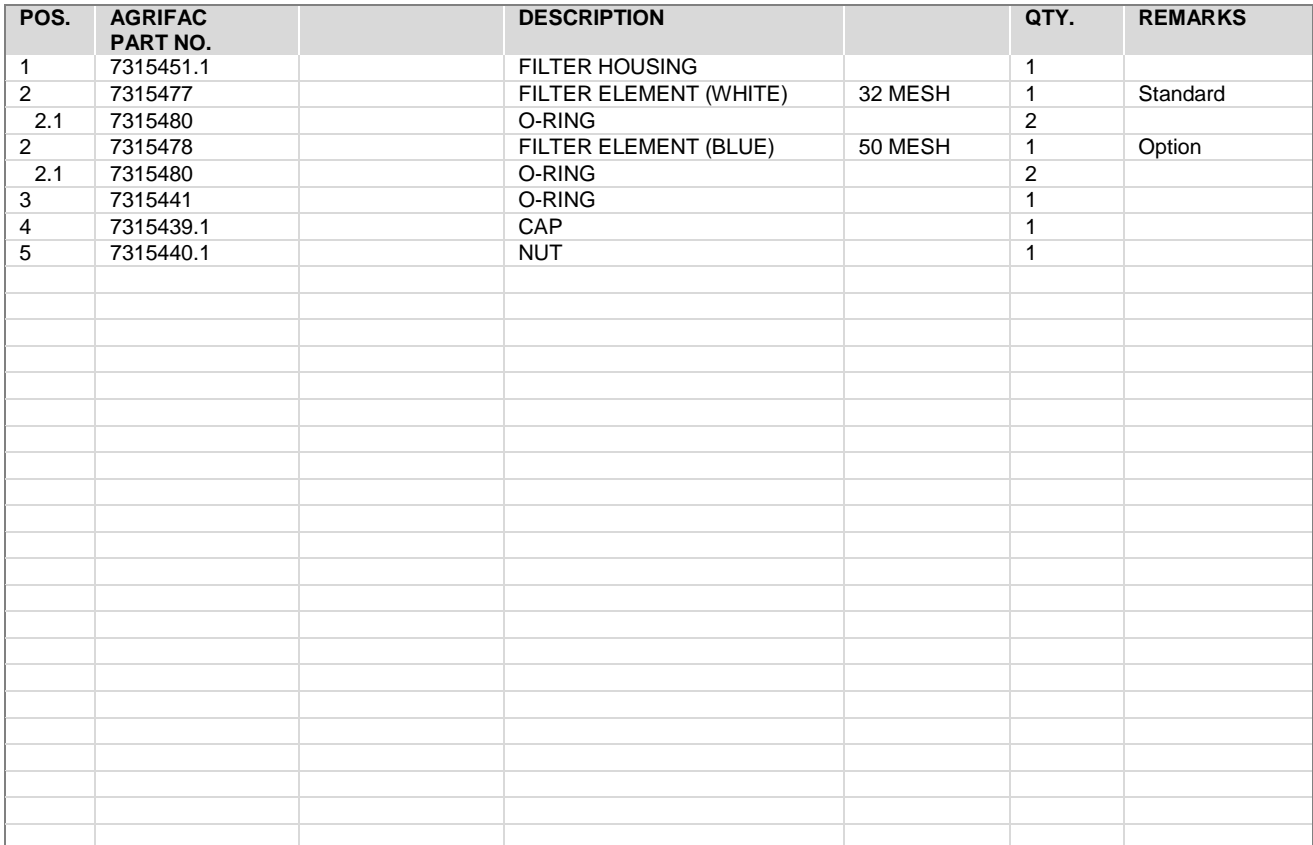 POS. AGRIFAC PART NO. DESCRIPTION QTY. REMARKS
1 7315451.1 FILTER HOUSING 1
2 7315477 FILTER ELEMENT (WHITE) 32 MESH 1 Standard
2.1 7315480 O-RING 2
2 7315478 FILTER ELEMENT (BLUE) 50 MESH 1 Option
2.1 7315480 O-RING 2
3 7315441 O-RING 1
4 7315439.1 CAP 1
5 7315440.1 NUT 1